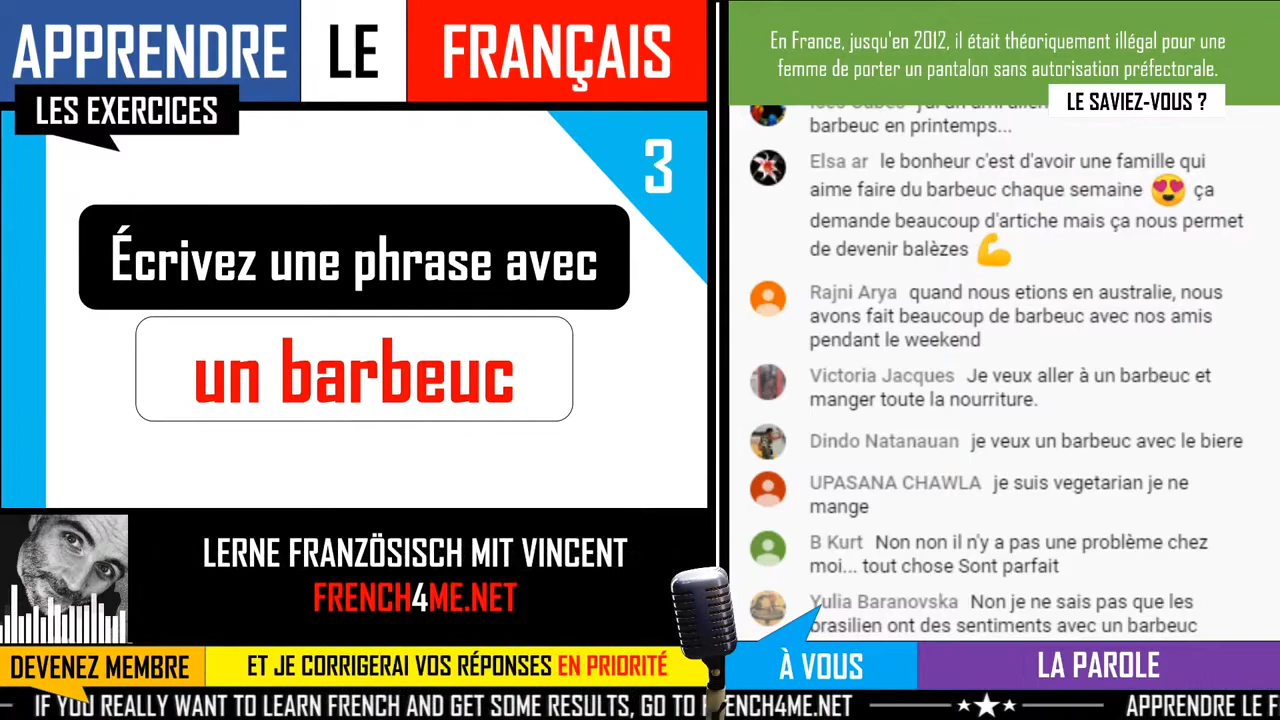 APPRENDRE LE FRANÇAIS
LES EXERCICES
3
Écrivez une phrase avec
un barbeuc
LERNE FRANZÖSISCH MIT VINCENT
FRENCH4ME.NET
DEVENEZ MEMBRE
ET JE CORRIGERAI VOS RÉPONSES EN PRIORITÉ
En France, jusqu'en 2012, il était théoriquement illégal pour une
femme de porter un pantalon sans autorisation préfectorale.
LE SAVIEZ-VOUS ?
barbeuc en printemps...
Elsa ar le bonheur c'est d'avoir une famille qui
aime faire du barbeuc chaque semaine 😍 ça
demande beaucoup d'artiche mais ça nous permet
de devenir balèzes 💪
Rajni Arya quand nous etions en australie, nous
avons fait beaucoup de barbeuc avec nos amis
pendant le weekend
Victoria Jacques Je veux aller à un barbeuc et
manger toute la nourriture.
Dindo Natanauan je veux un barbeuc avec le biere
UPASANA CHAWLA je suis vegetarian je ne
mange
B Kurt Non non il n'y a pas une problème chez
moi... tout chose Sont parfait
Yulia Baranovska Non je ne sais pas que les
brasilien ont des sentiments avec un barbeuc
À VOUS
LA PAROLE
IF YOU REALLY WANT TO LEARN FRENCH AND GET SOME RESULTS, GO TO
ENCH4ME.NET
APPRENDRE LE F